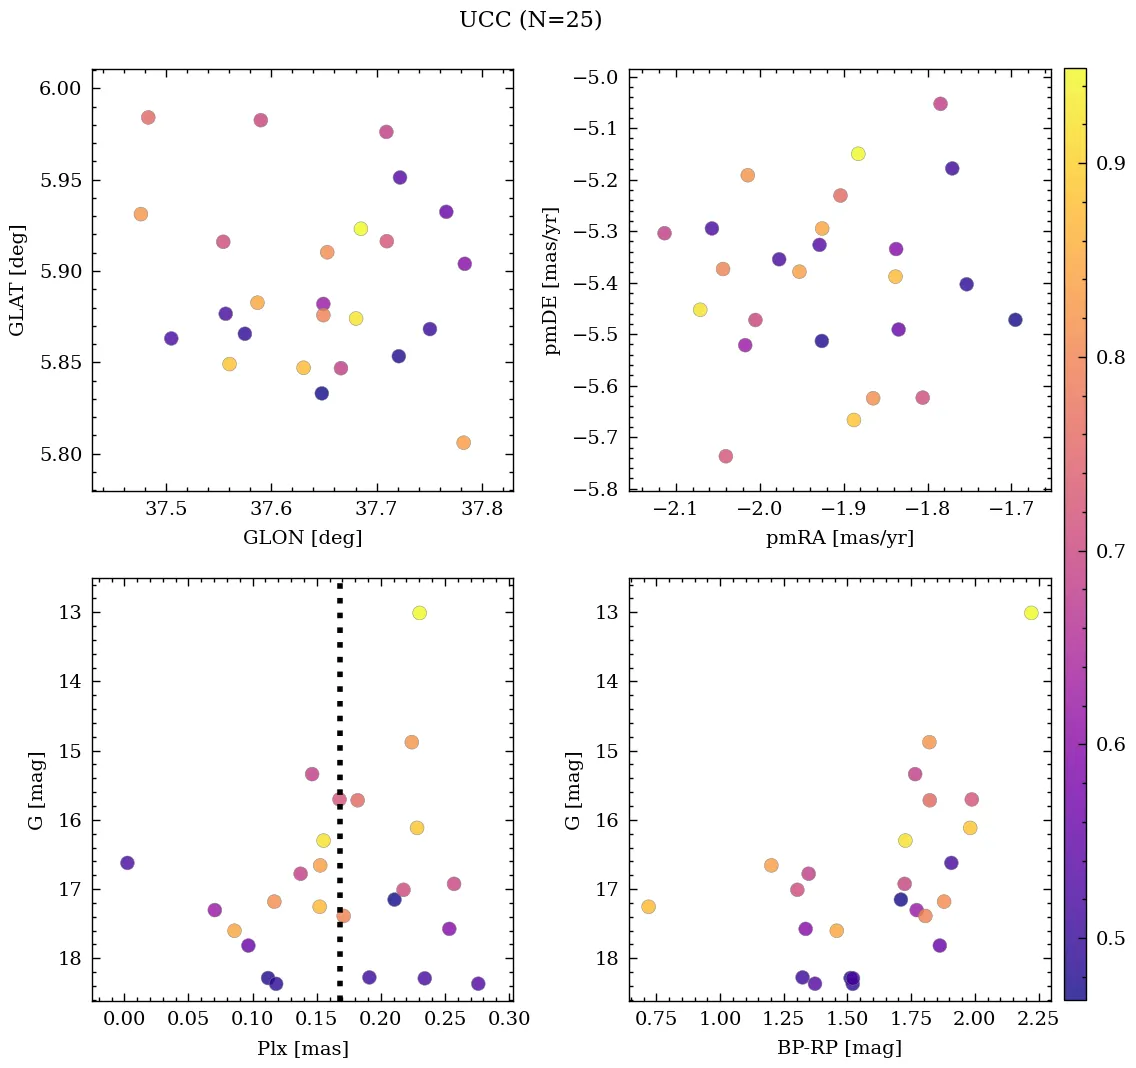 UCC (N=25)
6.00
5.95
5.90
5.85
5.80
GLAT [deg]
37.5 37.6 37.7 37.8
GLON [deg]
−5.0
−5.1
−5.2
−5.3
−5.4
−5.5
−5.6
−5.7
−5.8
pmDE [mas/yr]
−2.1 −2.0 −1.9 −1.8 −1.7
pmRA [mas/yr]
13
14
15
16
17
18
G [mag]
0.00 0.05 0.10 0.15 0.20 0.25 0.30
Plx [mas]
13
14
15
16
17
18
G [mag]
0.75 1.00 1.25 1.50 1.75 2.00 2.25
BP-RP [mag]
0.9
0.8
0.7
0.6
0.5